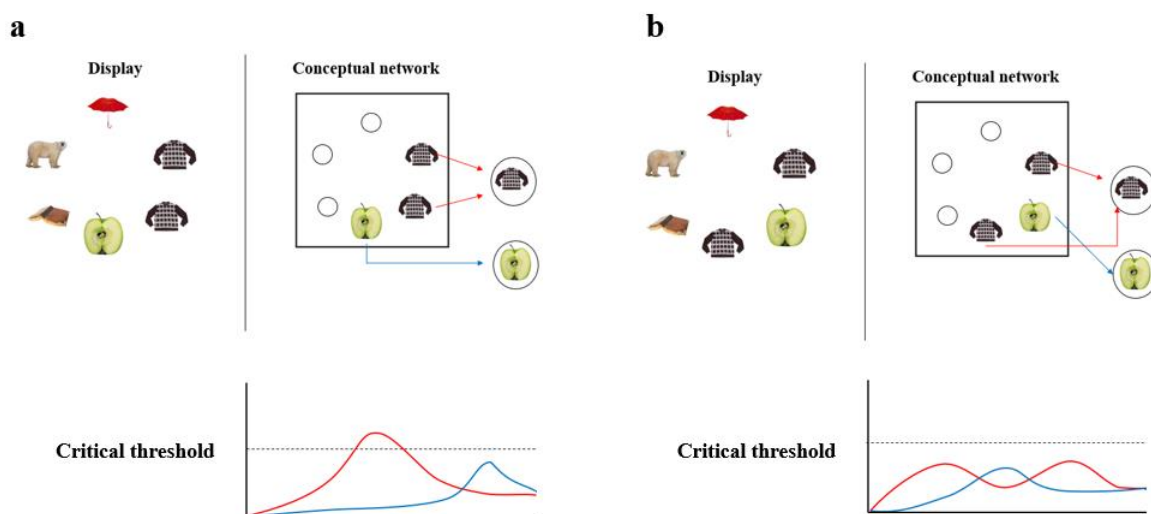 a
Display
Conceptual network
Critical threshold
b
Display
Conceptual network
Critical threshold